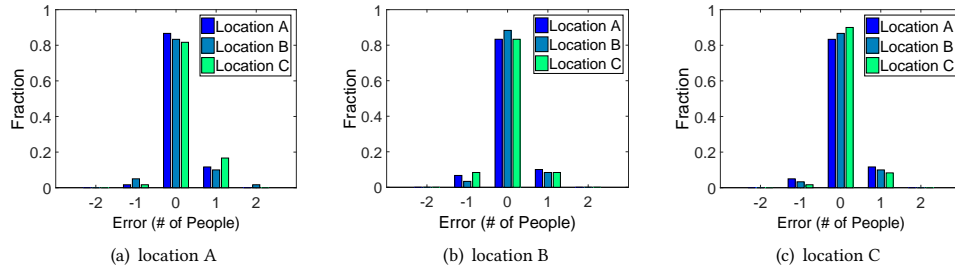 1
0.8
0.6
0.4
0.2
0
Fraction
-2 -1 0 1 2
Error (# of People)
Location A
Location B
Location C
(a) location A
1
0.8
0.6
0.4
0.2
0
Fraction
-2 -1 0 1 2
Error (# of People)
Location A
Location B
Location C
(b) location B
1
0.8
0.6
0.4
0.2
0
Fraction
-2 -1 0 1 2
Error (# of People)
Location A
Location B
Location C
(c) location C